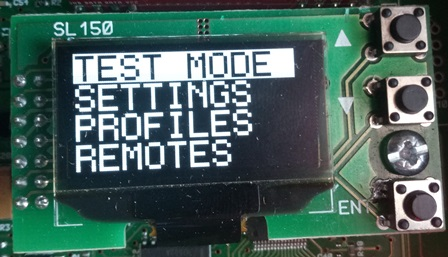 SL150
TEST MODE
SETTINGS
PROFILES
REMOTES
ENT